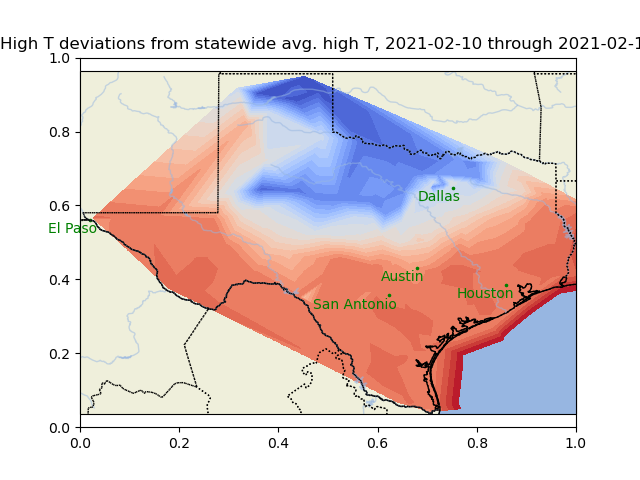 High T deviations from statewide avg. high T, 2021-02-10 through 2021-02-1
1.0
0.8
0.6
0.4
0.2
0.0
Dallas
El Paso
Austin
Houston
San Antonio
0.0 0.2 0.4 0.6 0.8 1.0